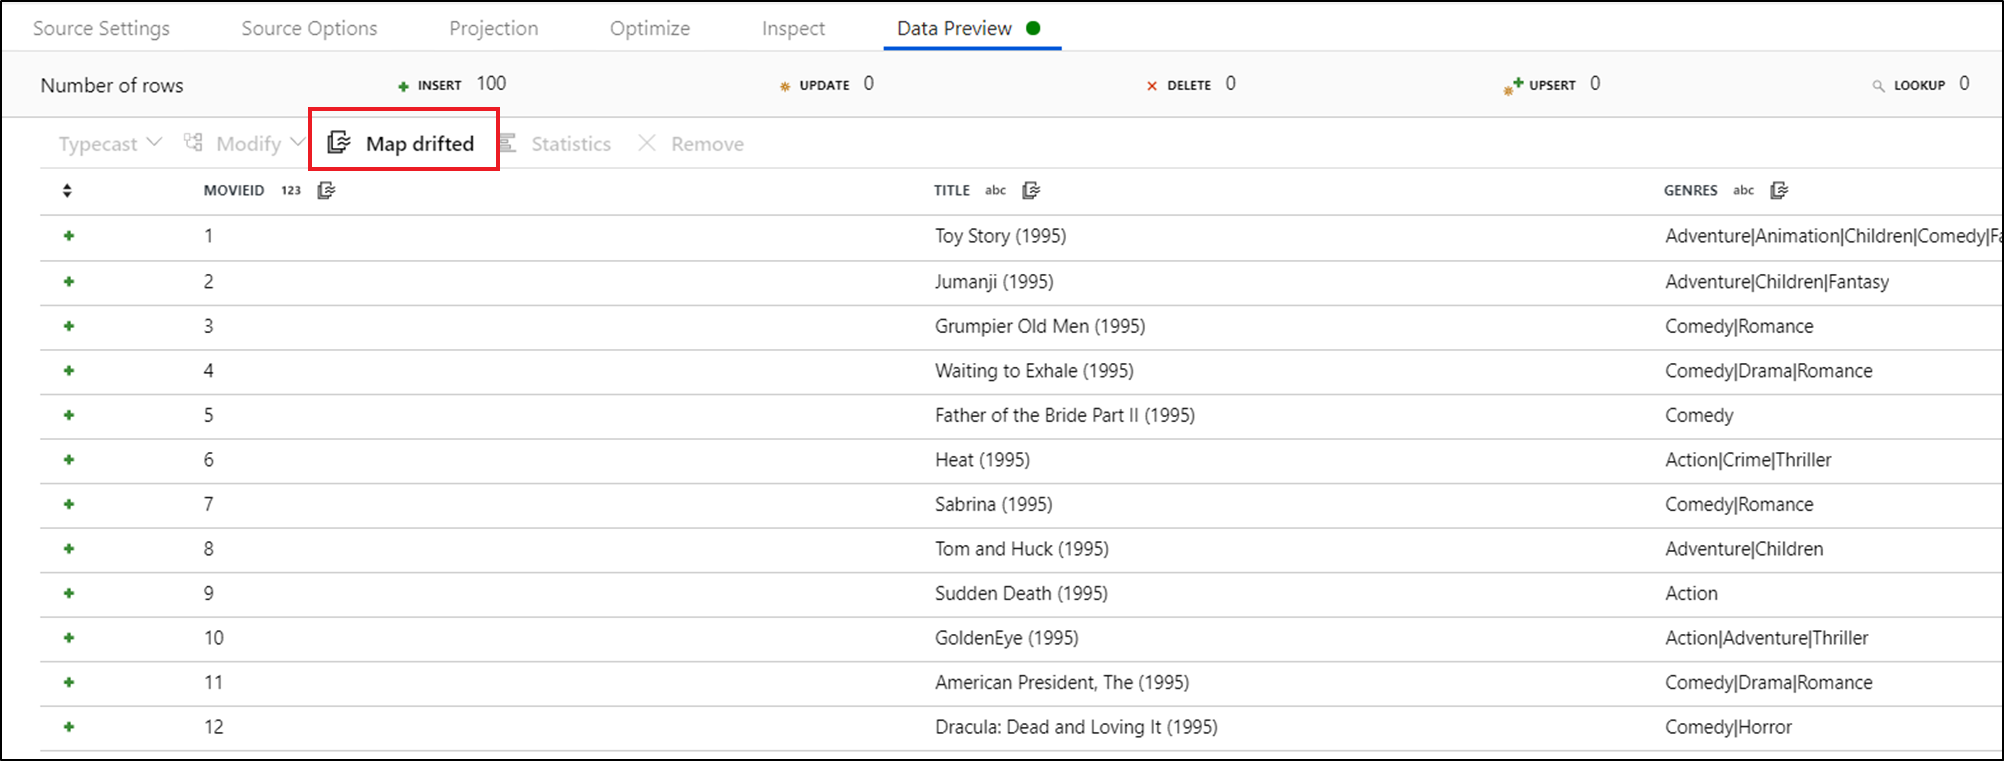 Source Settings Source Options Projection Optimize Inspect Data Preview
Number of rows INSERT 100 UPDATE 0 DELETE 0 UPSERT 0 LOOKUP 0
Typecast Modify Map drifted Statistics Remove
MOVIEID 123 TITLE abc GENRES abc
1 Toy Story (1995) Adventure|Animation|Children|Comedy|Fa
2 Jumanji (1995) Adventure|Children|Fantasy
3 Grumpier Old Men (1995) Comedy|Romance
4 Waiting to Exhale (1995) Comedy|Drama|Romance
5 Father of the Bride Part II (1995) Comedy
6 Heat (1995) Action|Crime|Thriller
7 Sabrina (1995) Comedy|Romance
8 Tom and Huck (1995) Adventure|Children
9 Sudden Death (1995) Action
10 GoldenEye (1995) Action|Adventure|Thriller
11 American President, The (1995) Comedy|Drama|Romance
12 Dracula: Dead and Loving It (1995) Comedy|Horror